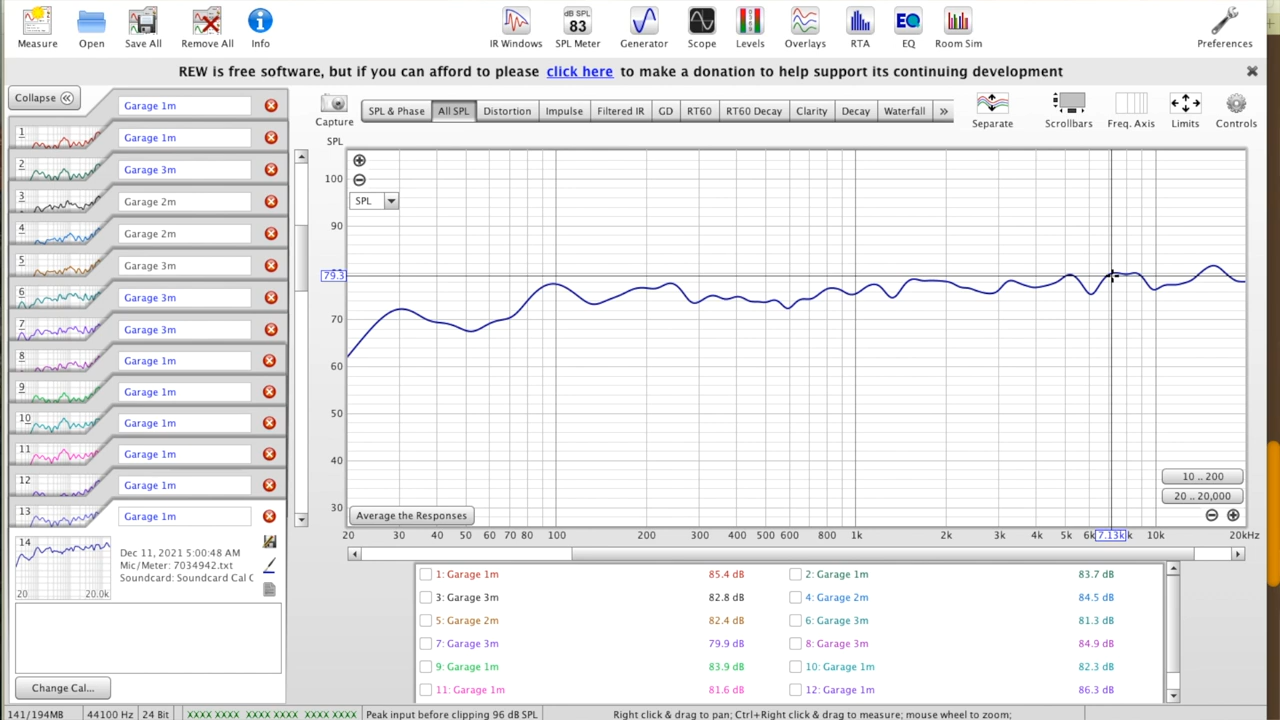 Measure Open Save All Remove All Info IR Windows SPL Meter Generator Scope Levels Overlays RTA EQ Room Sim Preferences
dB SPL
83
EQ
REW is free software, but if you can afford to please click here to make a donation to help support its continuing development
Collapse
Garage 1m
1 Garage 1m
2 Garage 3m
3 Garage 2m
4 Garage 2m
5 Garage 3m
6 Garage 3m
7 Garage 3m
8 Garage 1m
9 Garage 1m
10 Garage 1m
11 Garage 1m
12 Garage 1m
13 Garage 1m
14
20 20.0k
Dec 11, 2021 5:00:48 AM
Mic/Meter: 7034942.txt
Soundcard: Soundcard Cal C
Change Cal...
Capture
SPL & Phase All SPL Distortion Impulse Filtered IR GD RT60 RT60 Decay Clarity Decay Waterfall »
Separate Scrollbars Freq. Axis Limits Controls
SPL
SPL
100
90
79.3
70
60
50
40
30
10 .. 200
20 .. 20,000
Average the Responses
20 30 40 50 60 70 80 100 200 300 400 500 600 800 1k 2k 3k 4k 5k 6k 7.13k 10k 20kHz
1: Garage 1m 85.4 dB 2: Garage 1m 83.7 dB
3: Garage 3m 82.8 dB 4: Garage 2m 84.5 dB
5: Garage 2m 82.4 dB 6: Garage 3m 81.3 dB
7: Garage 3m 79.9 dB 8: Garage 3m 84.9 dB
9: Garage 1m 83.9 dB 10: Garage 1m 82.3 dB
11: Garage 1m 81.6 dB 12: Garage 1m 86.3 dB
141/194MB 44100 Hz 24 Bit XXXX XXXX XXXX XXXX XXXX XXXX Peak input before clipping 96 dB SPL Right click & drag to pan; Ctrl+Right click & drag to measure; mouse wheel to zoom;